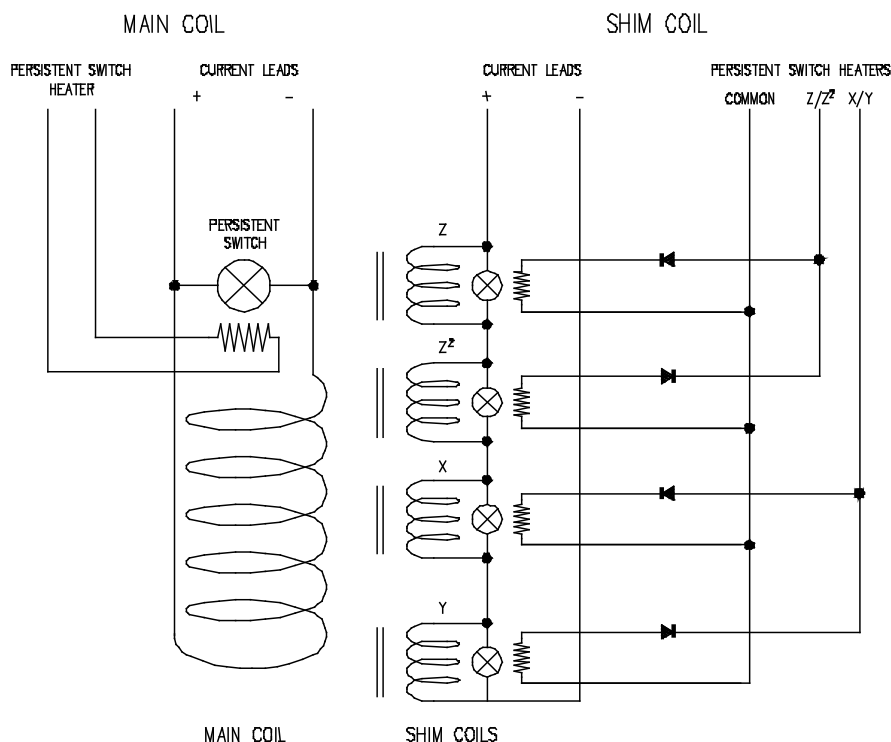 MAIN COIL
SHIM COIL
PERSISTENT SWITCH
HEATER
CURRENT LEADS
+ -
CURRENT LEADS
+ -
PERSISTENT SWITCH HEATERS
COMMON Z/Z² X/Y
PERSISTENT
SWITCH
Z
Z²
X
Y
MAIN COIL
SHIM COILS